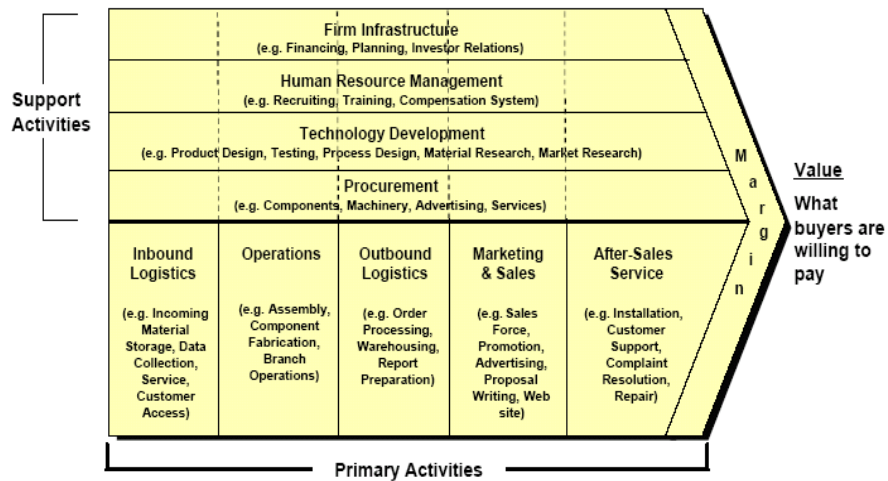 Firm Infrastructure
(e.g. Financing, Planning, Investor Relations)
Human Resource Management
(e.g. Recruiting, Training, Compensation System)
Support
Activities
Technology Development
(e.g. Product Design, Testing, Process Design, Material Research, Market Research)
Procurement
(e.g. Components, Machinery, Advertising, Services)
Margin
Value
What
buyers are
willing to
pay
Inbound
Logistics
(e.g. Incoming
Material
Storage, Data
Collection,
Service,
Customer
Access)
Operations
(e.g. Assembly,
Component
Fabrication,
Branch
Operations)
Outbound
Logistics
(e.g. Order
Processing,
Warehousing,
Report
Preparation)
Marketing
& Sales
(e.g. Sales
Force,
Promotion,
Advertising,
Proposal
Writing, Web
site)
After-Sales
Service
(e.g. Installation,
Customer
Support,
Complaint
Resolution,
Repair)
Primary Activities